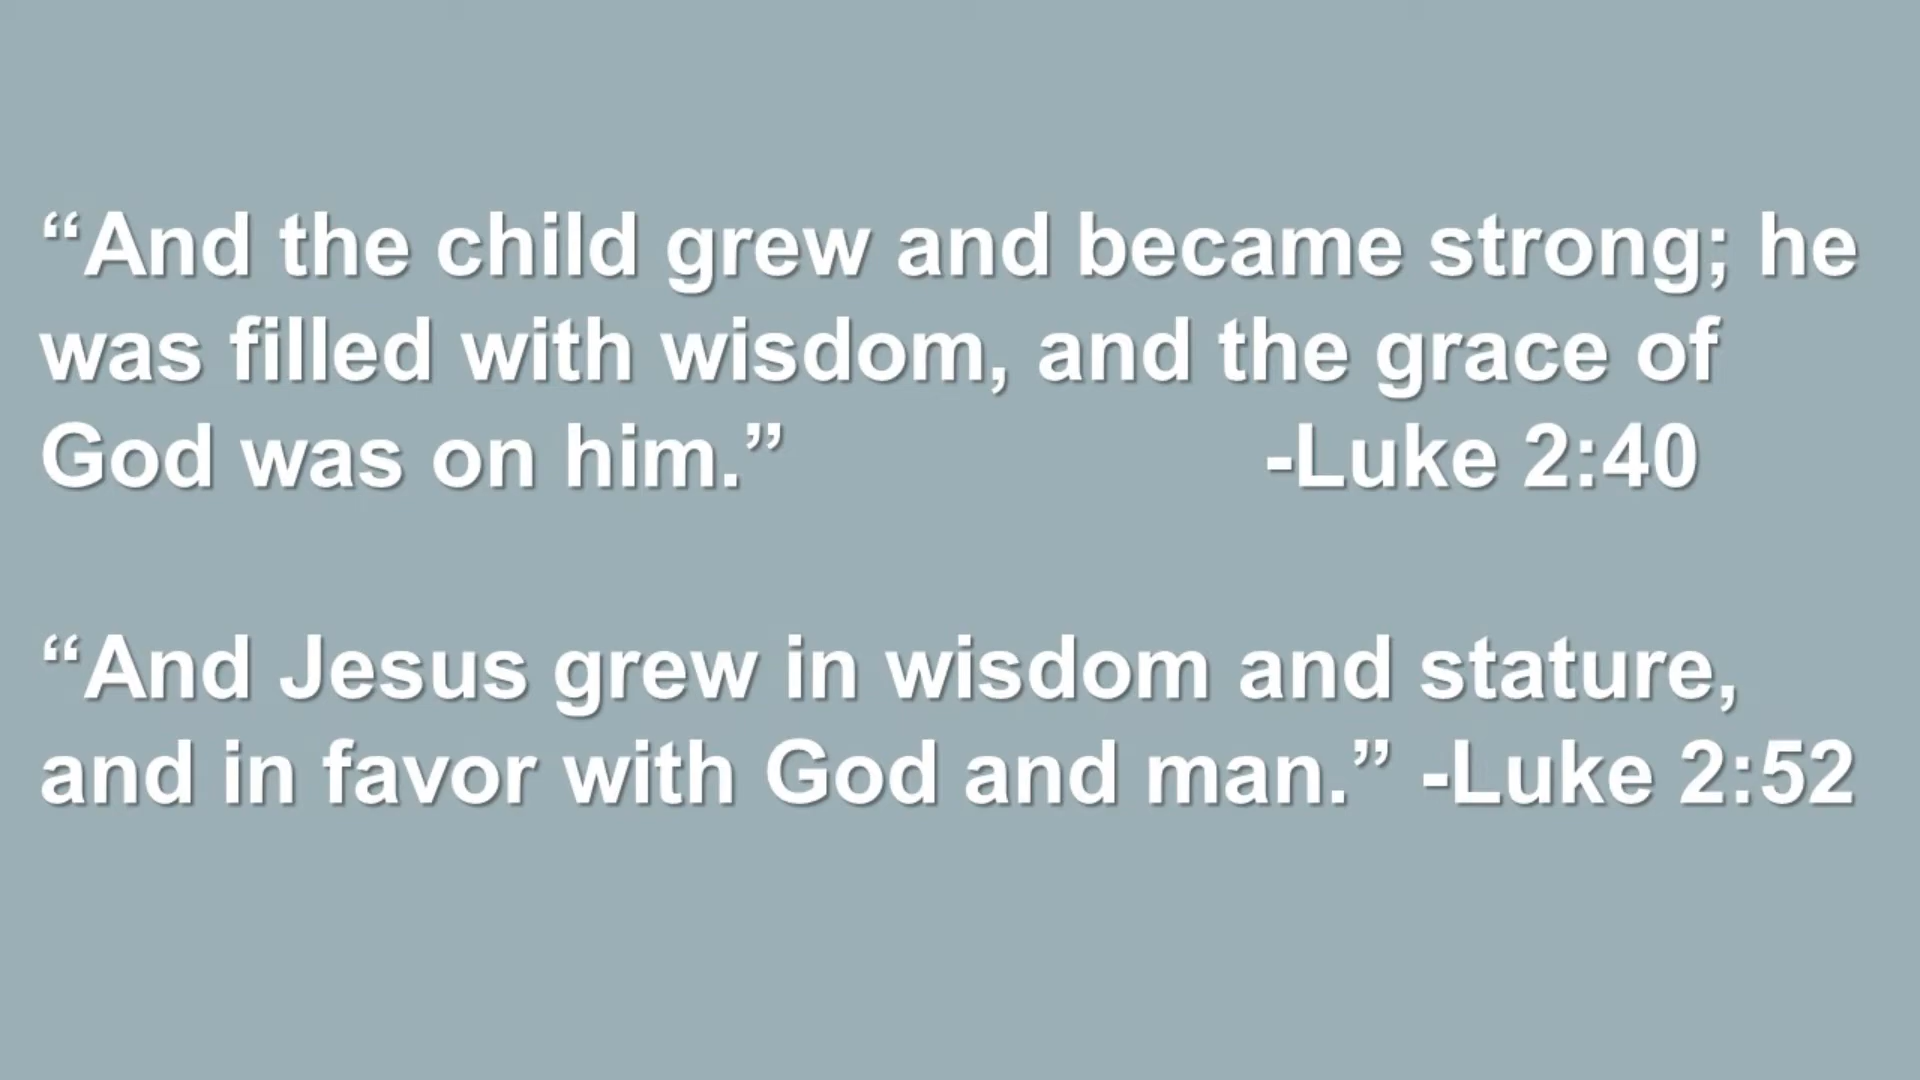 “And the child grew and became strong; he
was filled with wisdom, and the grace of
God was on him.” -Luke 2:40
“And Jesus grew in wisdom and stature,
and in favor with God and man.” -Luke 2:52